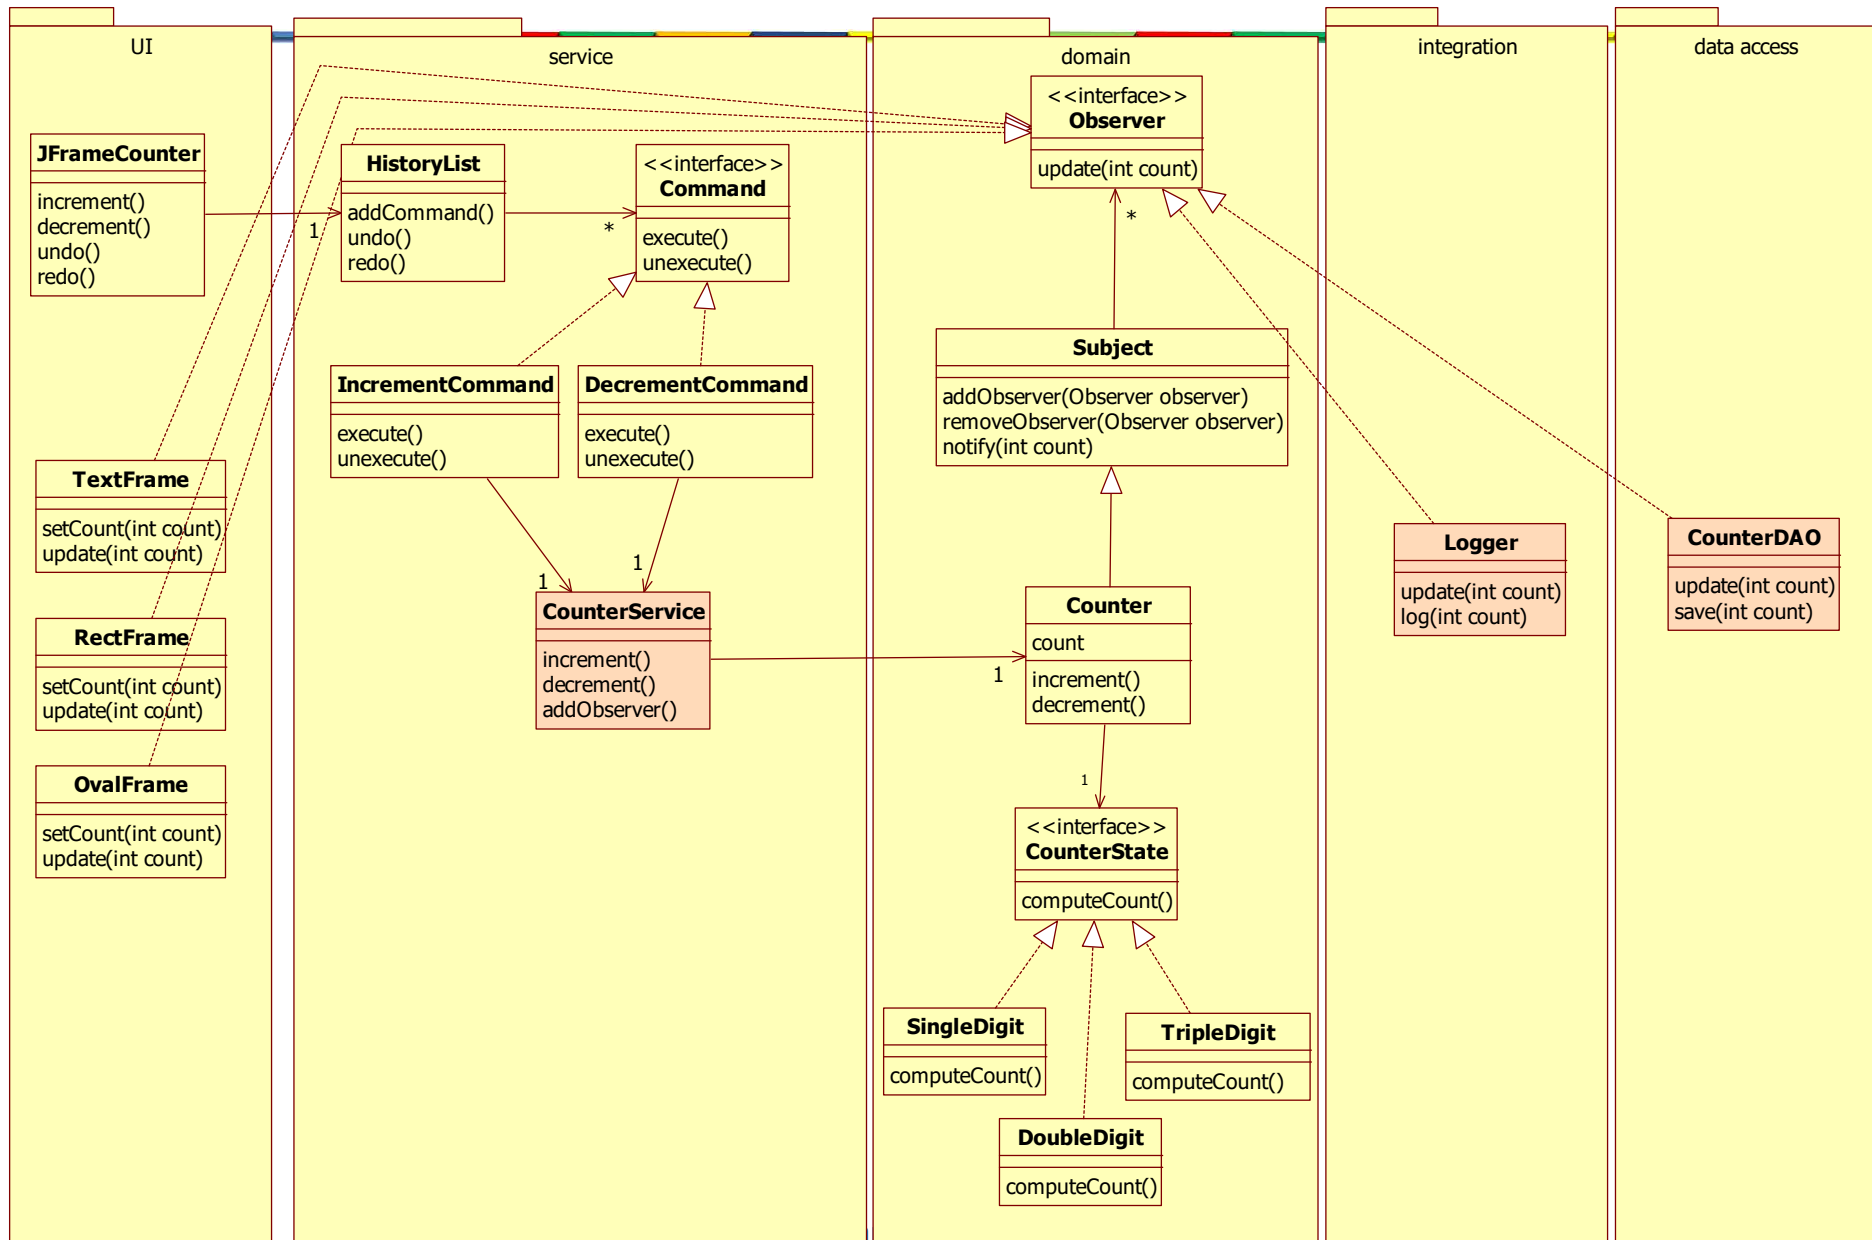 UI
JFrameCounter
increment()
decrement()
undo()
redo()
TextFrame
setCount(int count)
update(int count)
RectFrame
setCount(int count)
update(int count)
OvalFrame
setCount(int count)
update(int count)
service
1
HistoryList
addCommand()
undo()
redo()
*
<<interface>>
Command
execute()
unexecute()
IncrementCommand
execute()
unexecute()
DecrementCommand
execute()
unexecute()
1
1
CounterService
increment()
decrement()
addObserver()
domain
<<interface>>
Observer
update(int count)
*
Subject
addObserver(Observer observer)
removeObserver(Observer observer)
notify(int count)
1
Counter
count
increment()
decrement()
1
<<interface>>
CounterState
computeCount()
SingleDigit
computeCount()
TripleDigit
computeCount()
DoubleDigit
computeCount()
integration
Logger
update(int count)
log(int count)
data access
CounterDAO
update(int count)
save(int count)